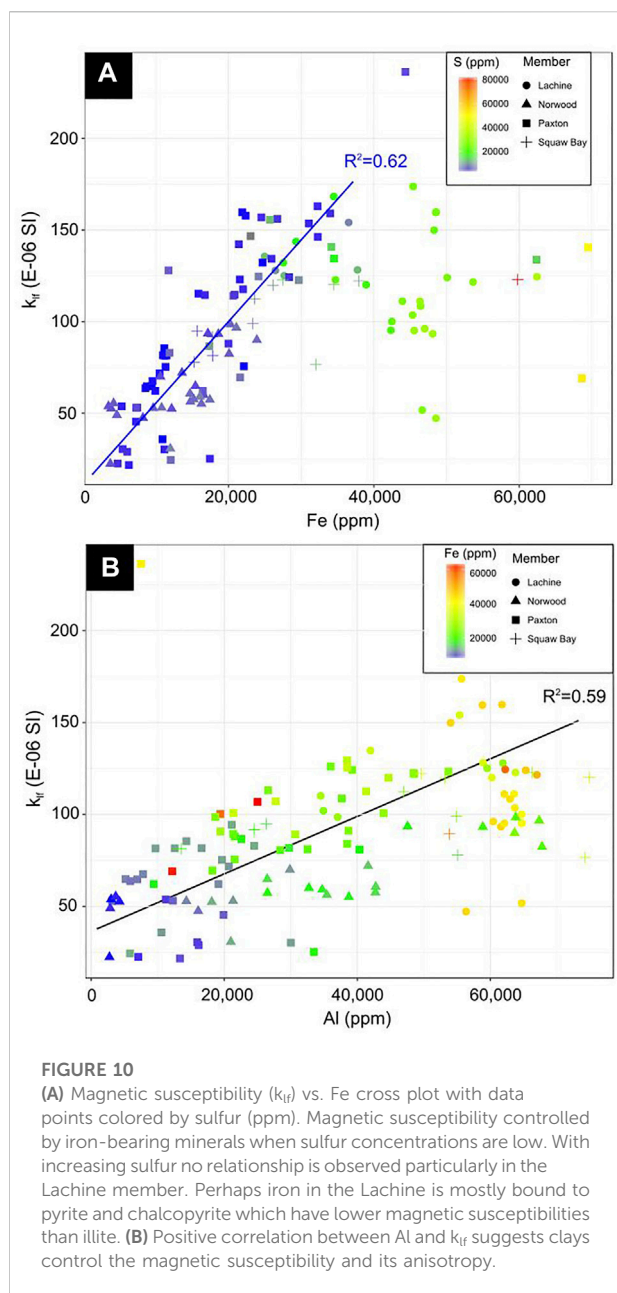 A
S (ppm) Member
80000
60000
40000
20000
Lachine
Norwood
Paxton
Squaw Bay
R²=0.62
200
150
100
50
k_lf (E-06 SI)
0 20,000 40,000 60,000
Fe (ppm)
B
Fe (ppm) Member
60000
40000
20000
Lachine
Norwood
Paxton
Squaw Bay
R²=0.59
200
150
100
50
k_lf (E-06 SI)
0 20,000 40,000 60,000
Al (ppm)
FIGURE 10
(A) Magnetic susceptibility (k_lf) vs. Fe cross plot with data
points colored by sulfur (ppm). Magnetic susceptibility controlled
by iron-bearing minerals when sulfur concentrations are low. With
increasing sulfur no relationship is observed particularly in the
Lachine member. Perhaps iron in the Lachine is mostly bound to
pyrite and chalcopyrite which have lower magnetic susceptibilities
than illite. (B) Positive correlation between Al and k_lf suggests clays
control the magnetic susceptibility and its anisotropy.